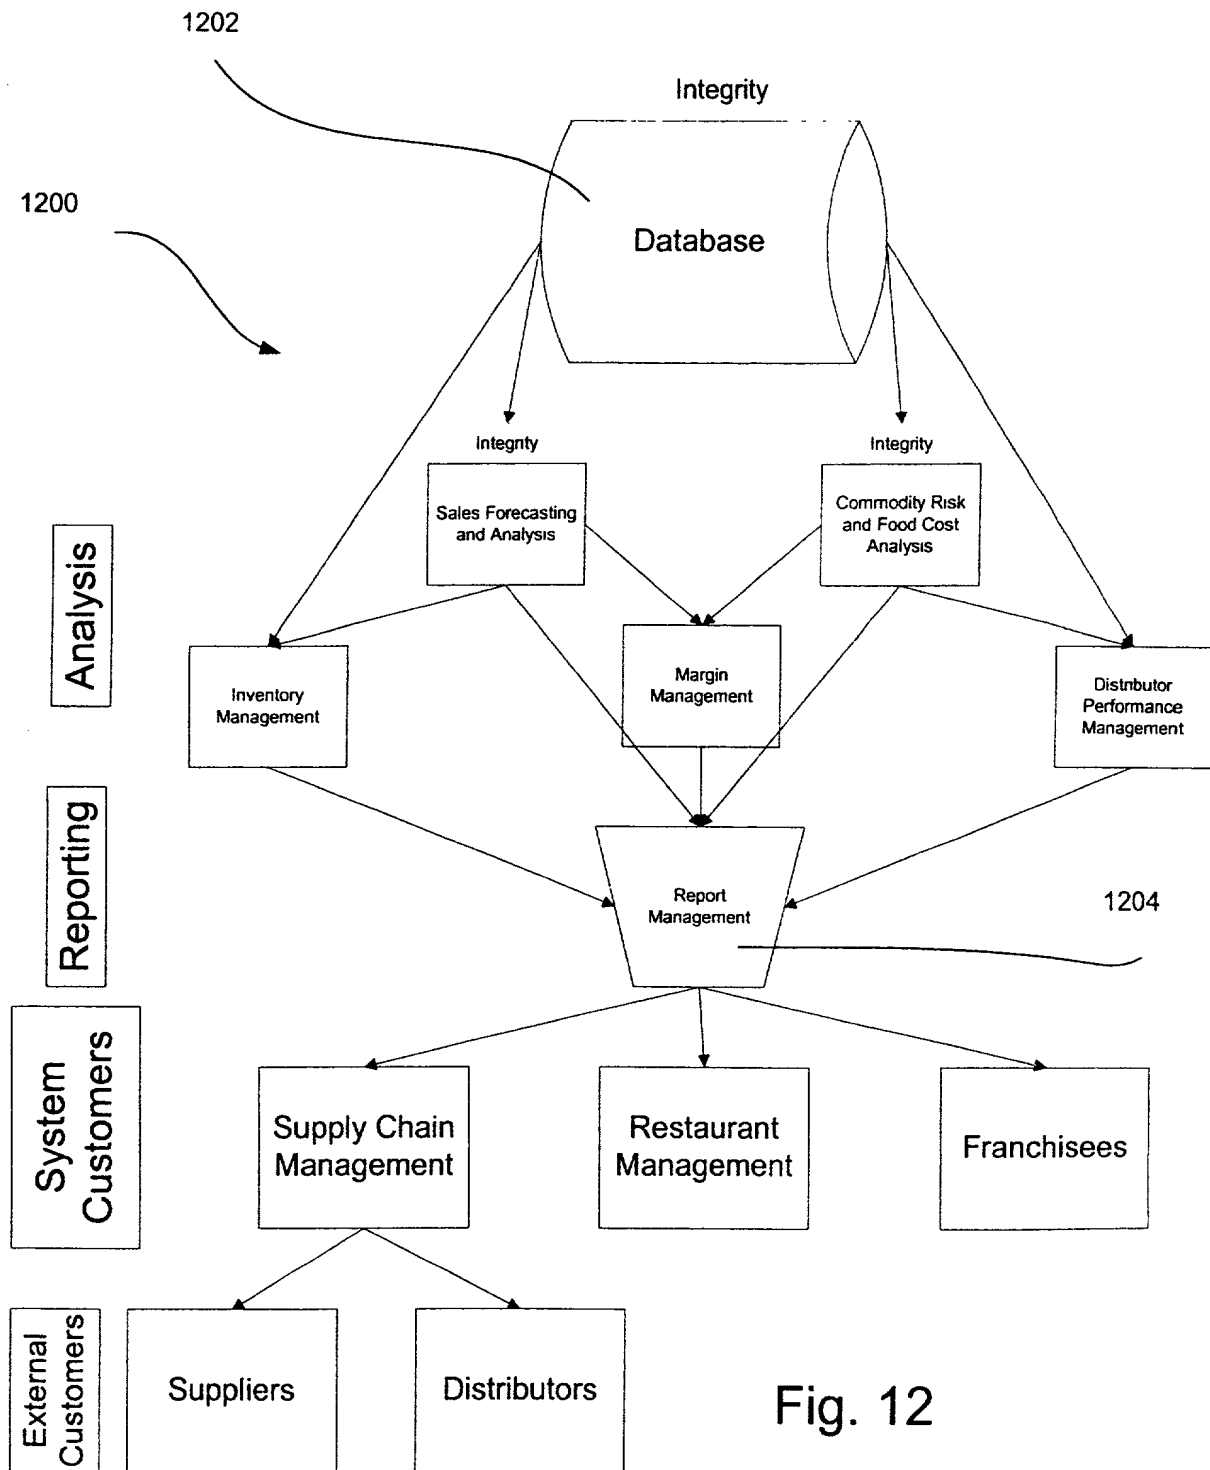 1202
Integrity
1200
Database
Integrity
Integrity
Sales Forecasting
and Analysis
Commodity Risk
and Food Cost
Analysis
Analysis
Inventory
Management
Margin
Management
Distributor
Performance
Management
Reporting
Report
Management
1204
System
Customers
Supply Chain
Management
Restaurant
Management
Franchisees
External
Customers
Suppliers
Distributors
Fig. 12